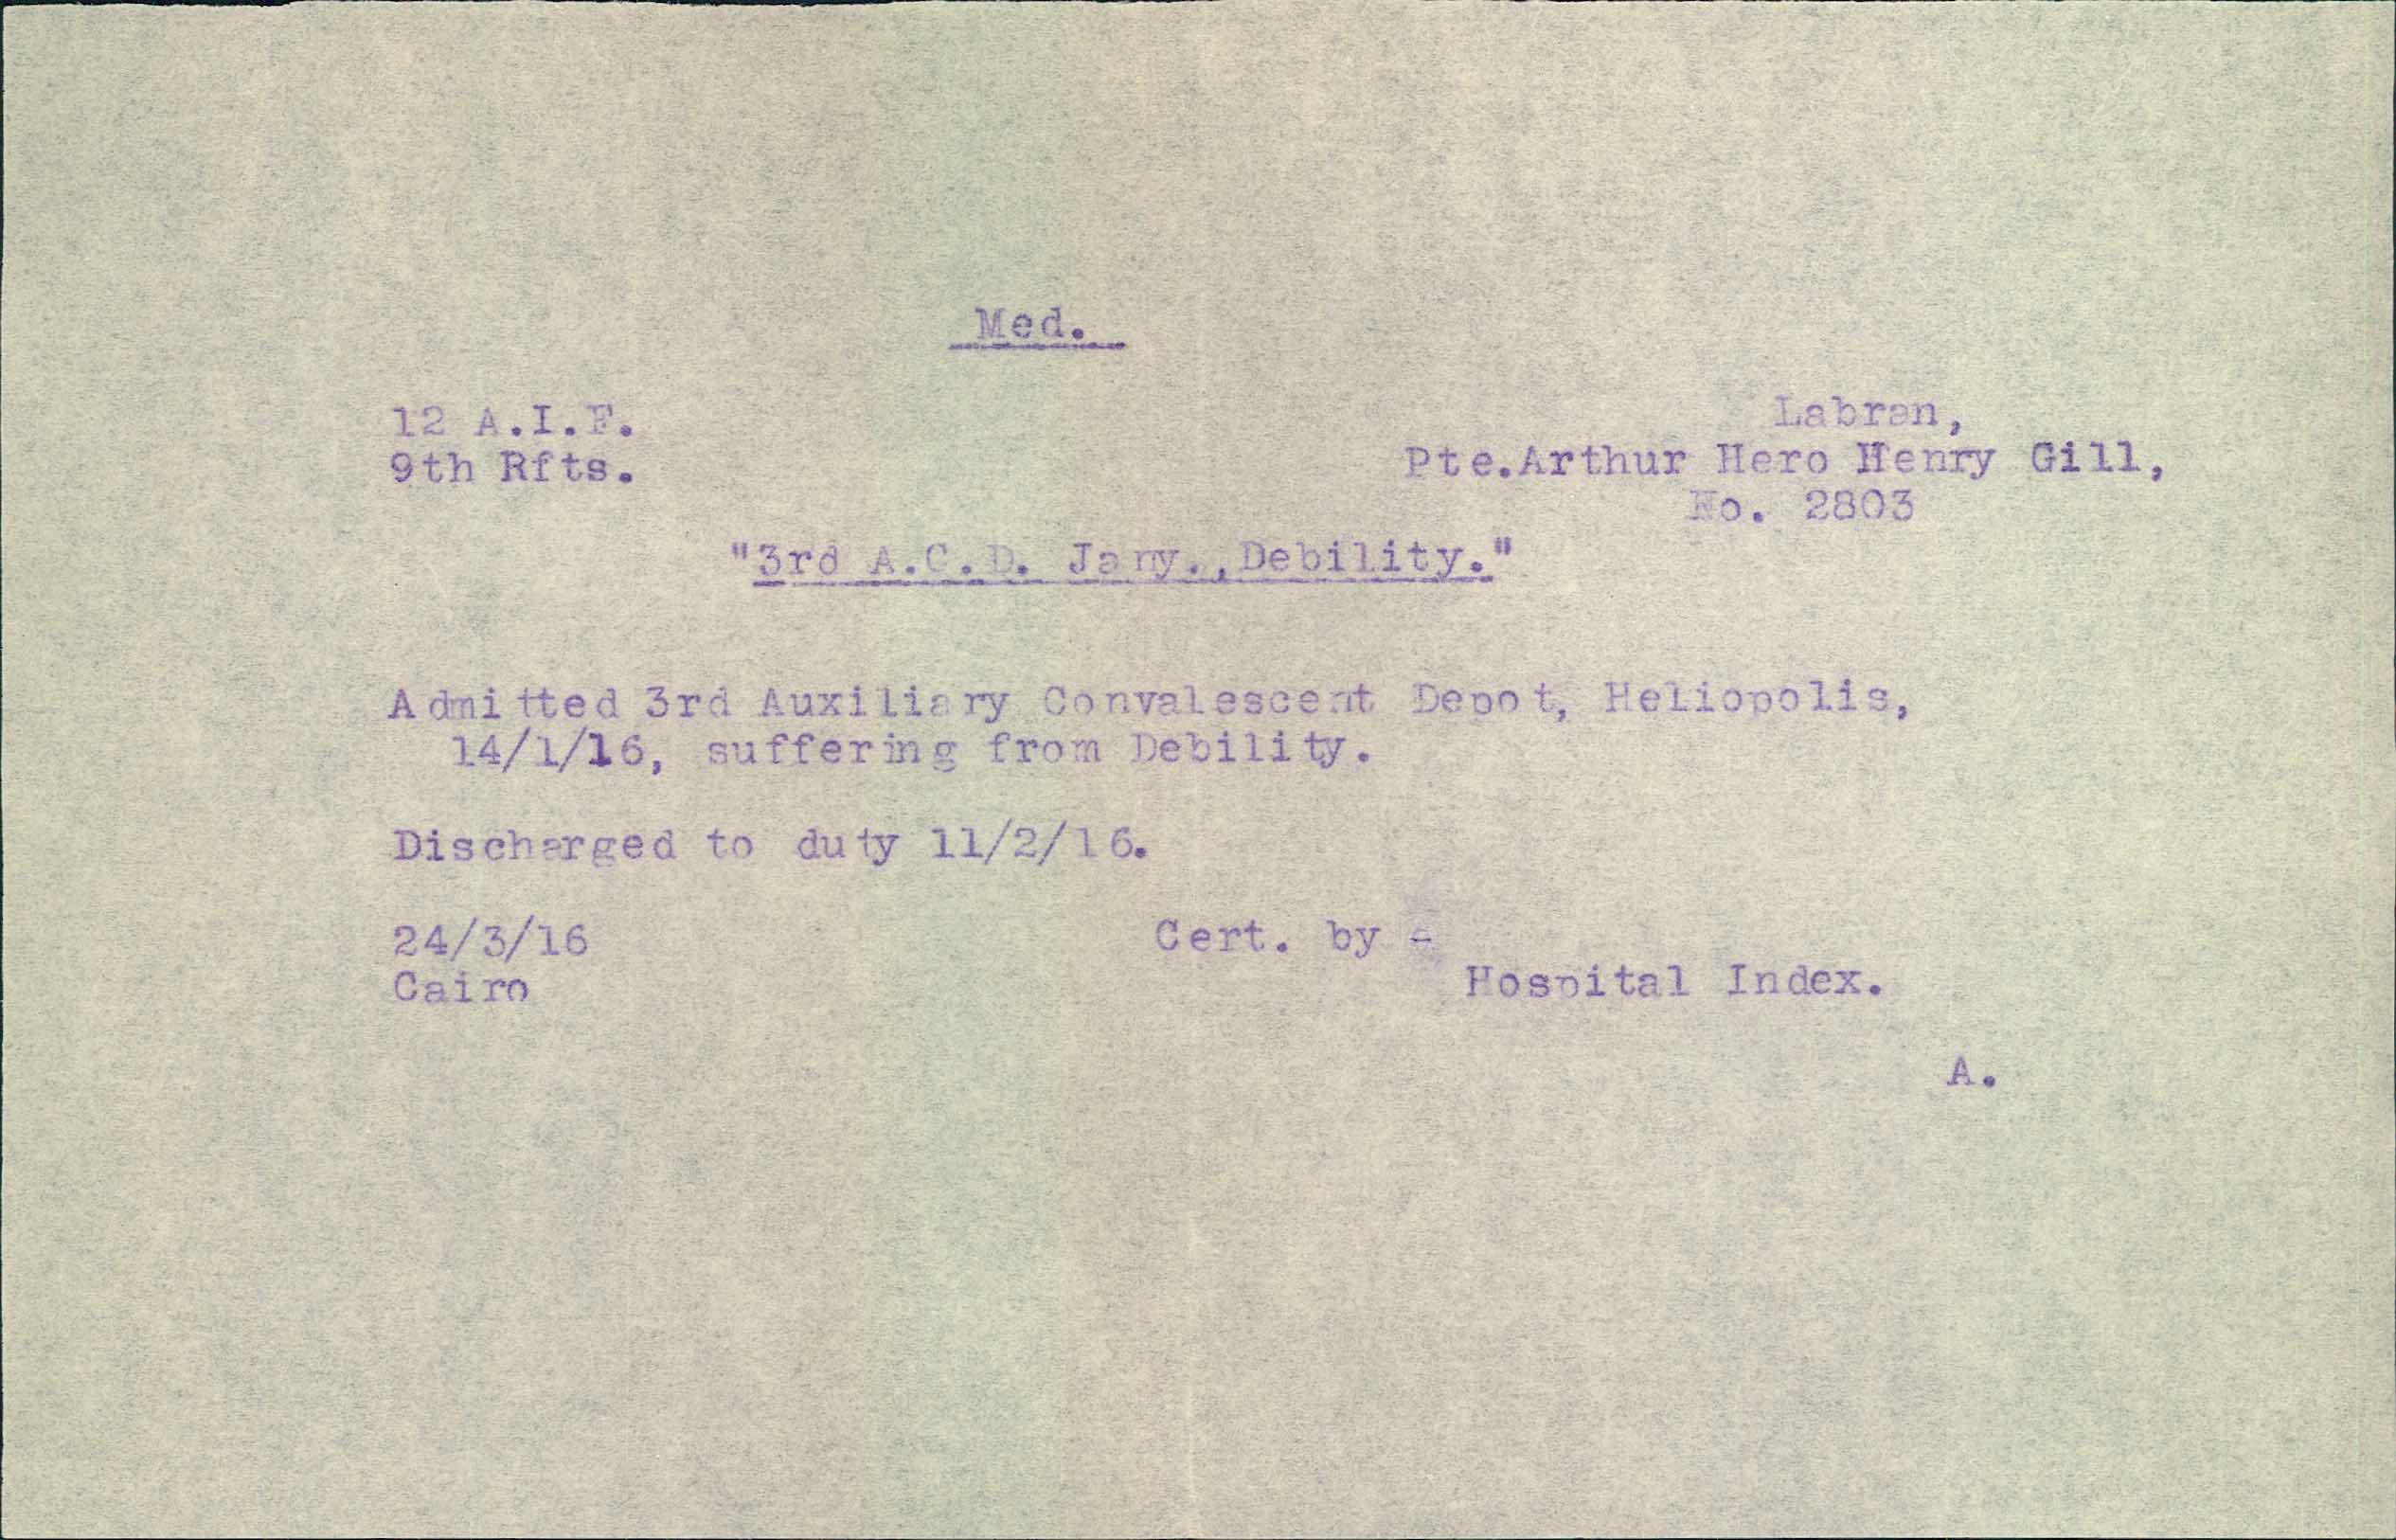 Med.
12 A.I.F.
9th Rfts.
Labran,
Pte.Arthur Hero Henry Gill,
No. 2803
"3rd A.C.D. Jany.,Debility."
Admitted 3rd Auxiliary Convalescent Depot, Heliopolis,
14/1/16, suffering from Debility.
Discharged to duty 11/2/16.
24/3/16
Cairo
Cert. by
Hospital Index.
A.